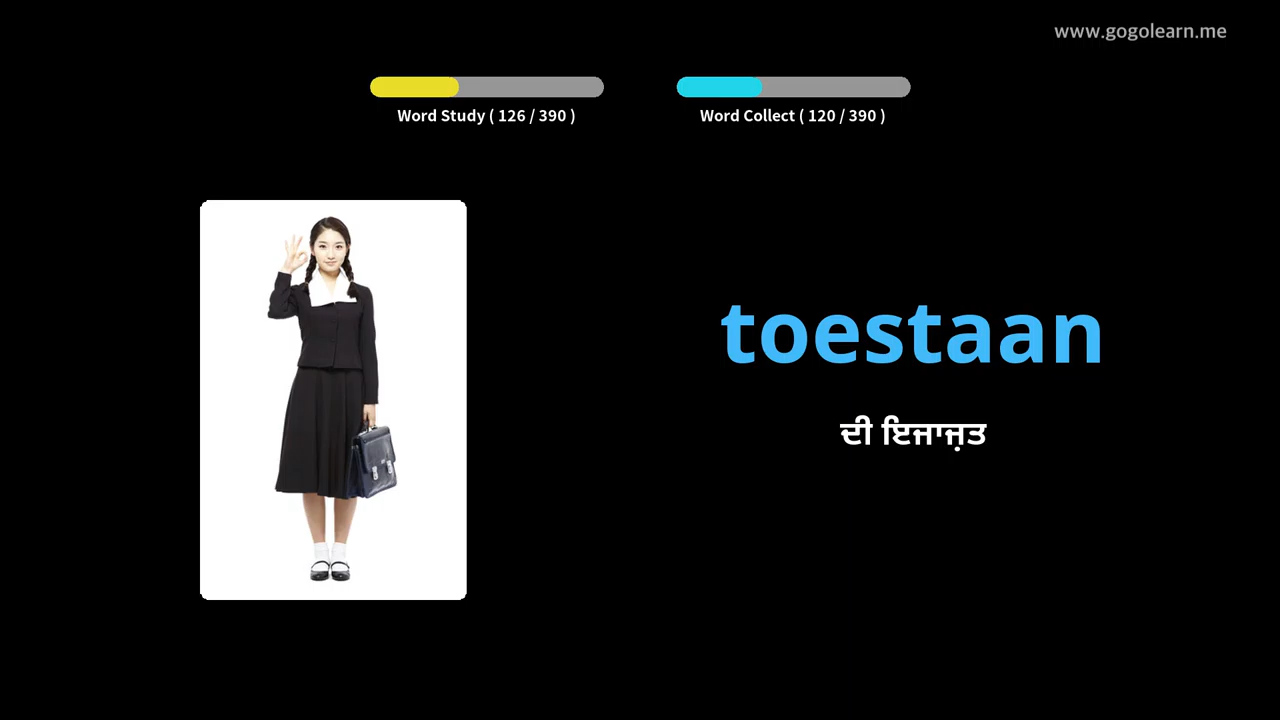 www.gogolearn.me
Word Study ( 126 / 390 )
Word Collect ( 120 / 390 )
toestaan
ਦੀ ਇਜਾਜ਼ਤ